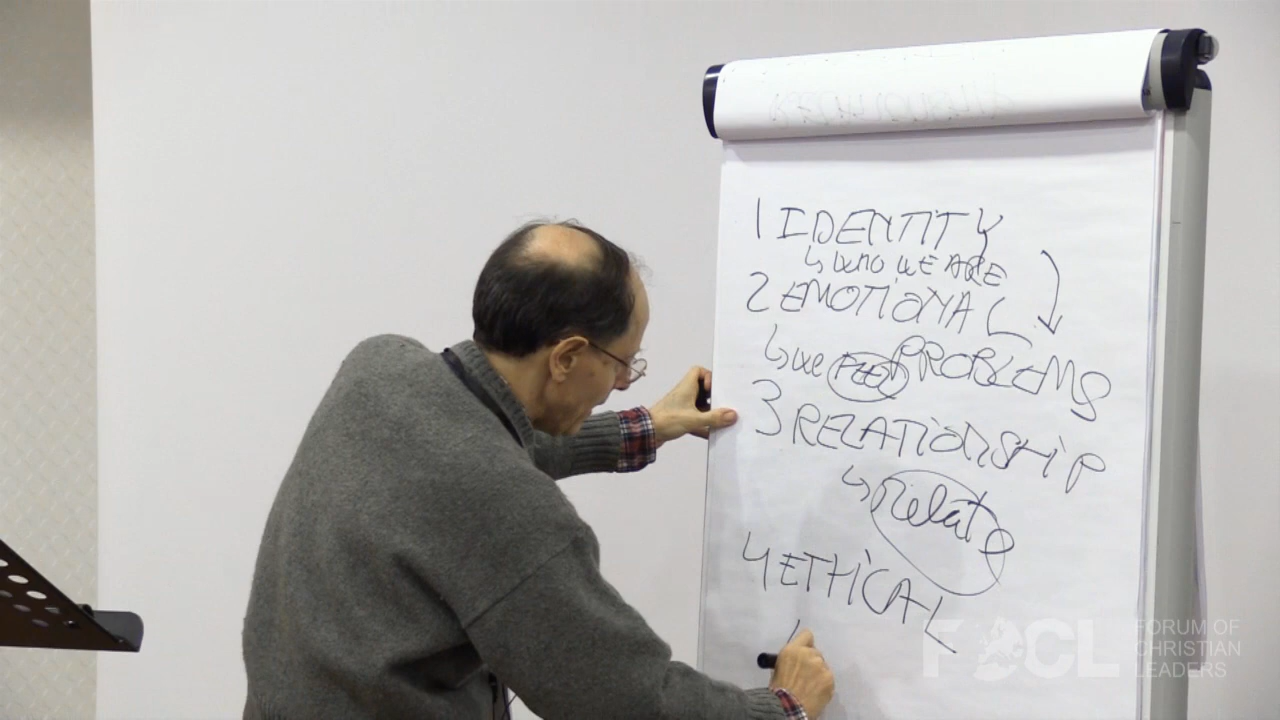 1 IDENTITY
↳ WHO WE ARE
2 EMOTIONAL
PROBLEMS
↳ WE FEEL
3 RELATIONSHIP
↳ Relate
4 ETHICAL
FOCL FORUM OF
CHRISTIAN
LEADERS